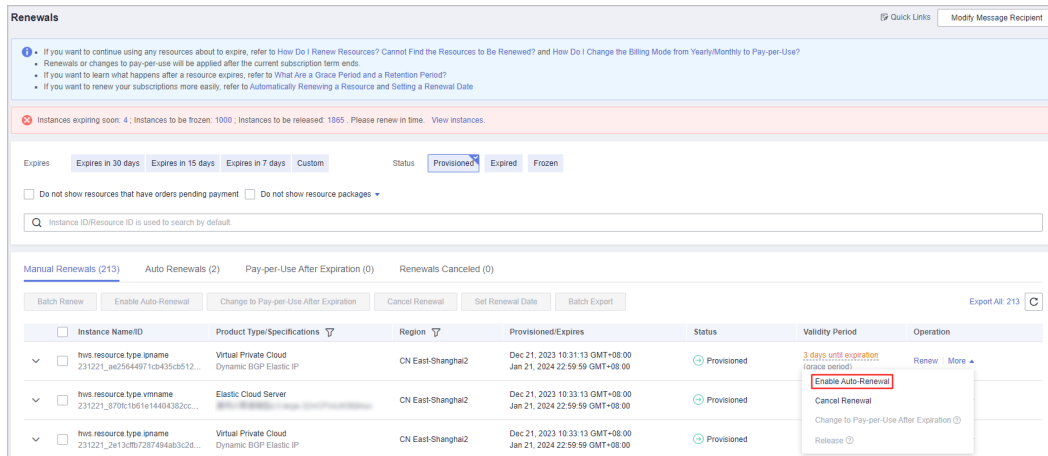 Renewals
Quick Links
Modify Message Recipient
If you want to continue using any resources about to expire, refer to How Do I Renew Resources? Cannot Find the Resources to Be Renewed? and How Do I Change the Billing Mode from Yearly/Monthly to Pay-per-Use?
Renewals or changes to pay-per-use will be applied after the current subscription term ends.
If you want to learn what happens after a resource expires, refer to What Are a Grace Period and a Retention Period?
If you want to renew your subscriptions more easily, refer to Automatically Renewing a Resource and Setting a Renewal Date
Instances expiring soon: 4 ; Instances to be frozen: 1000 ; Instances to be released: 1865 . Please renew in time. View instances.
Expires Expires in 30 days Expires in 15 days Expires in 7 days Custom Status Provisioned Expired Frozen
Do not show resources that have orders pending payment Do not show resource packages
Instance ID/Resource ID is used to search by default.
Manual Renewals (213) Auto Renewals (2) Pay-per-Use After Expiration (0) Renewals Canceled (0)
Batch Renew Enable Auto-Renewal Change to Pay-per-Use After Expiration Cancel Renewal Set Renewal Date Batch Export Export All: 213
Instance Name/ID Product Type/Specifications Region Provisioned/Expires Status Validity Period Operation
hws.resource.type.ipname Virtual Private Cloud CN East-Shanghai2 Dec 21, 2023 10:31:13 GMT+08:00 Provisioned 3 days until expiration Renew More
231221_ae25644971cb435cb512... Dynamic BGP Elastic IP Jan 21, 2024 22:59:59 GMT+08:00 (grace period)
Enable Auto-Renewal
hws.resource.type.vmname Elastic Cloud Server CN East-Shanghai2 Dec 21, 2023 10:33:13 GMT+08:00 Provisioned Cancel Renewal
231221_870fc1b61e14404382cc... Jan 21, 2024 22:59:59 GMT+08:00
Change to Pay-per-Use After Expiration
hws.resource.type.ipname Virtual Private Cloud CN East-Shanghai2 Dec 21, 2023 10:33:13 GMT+08:00 Provisioned Release
231221_2e13cffb7287494ab3c2d... Dynamic BGP Elastic IP Jan 21, 2024 22:59:59 GMT+08:00